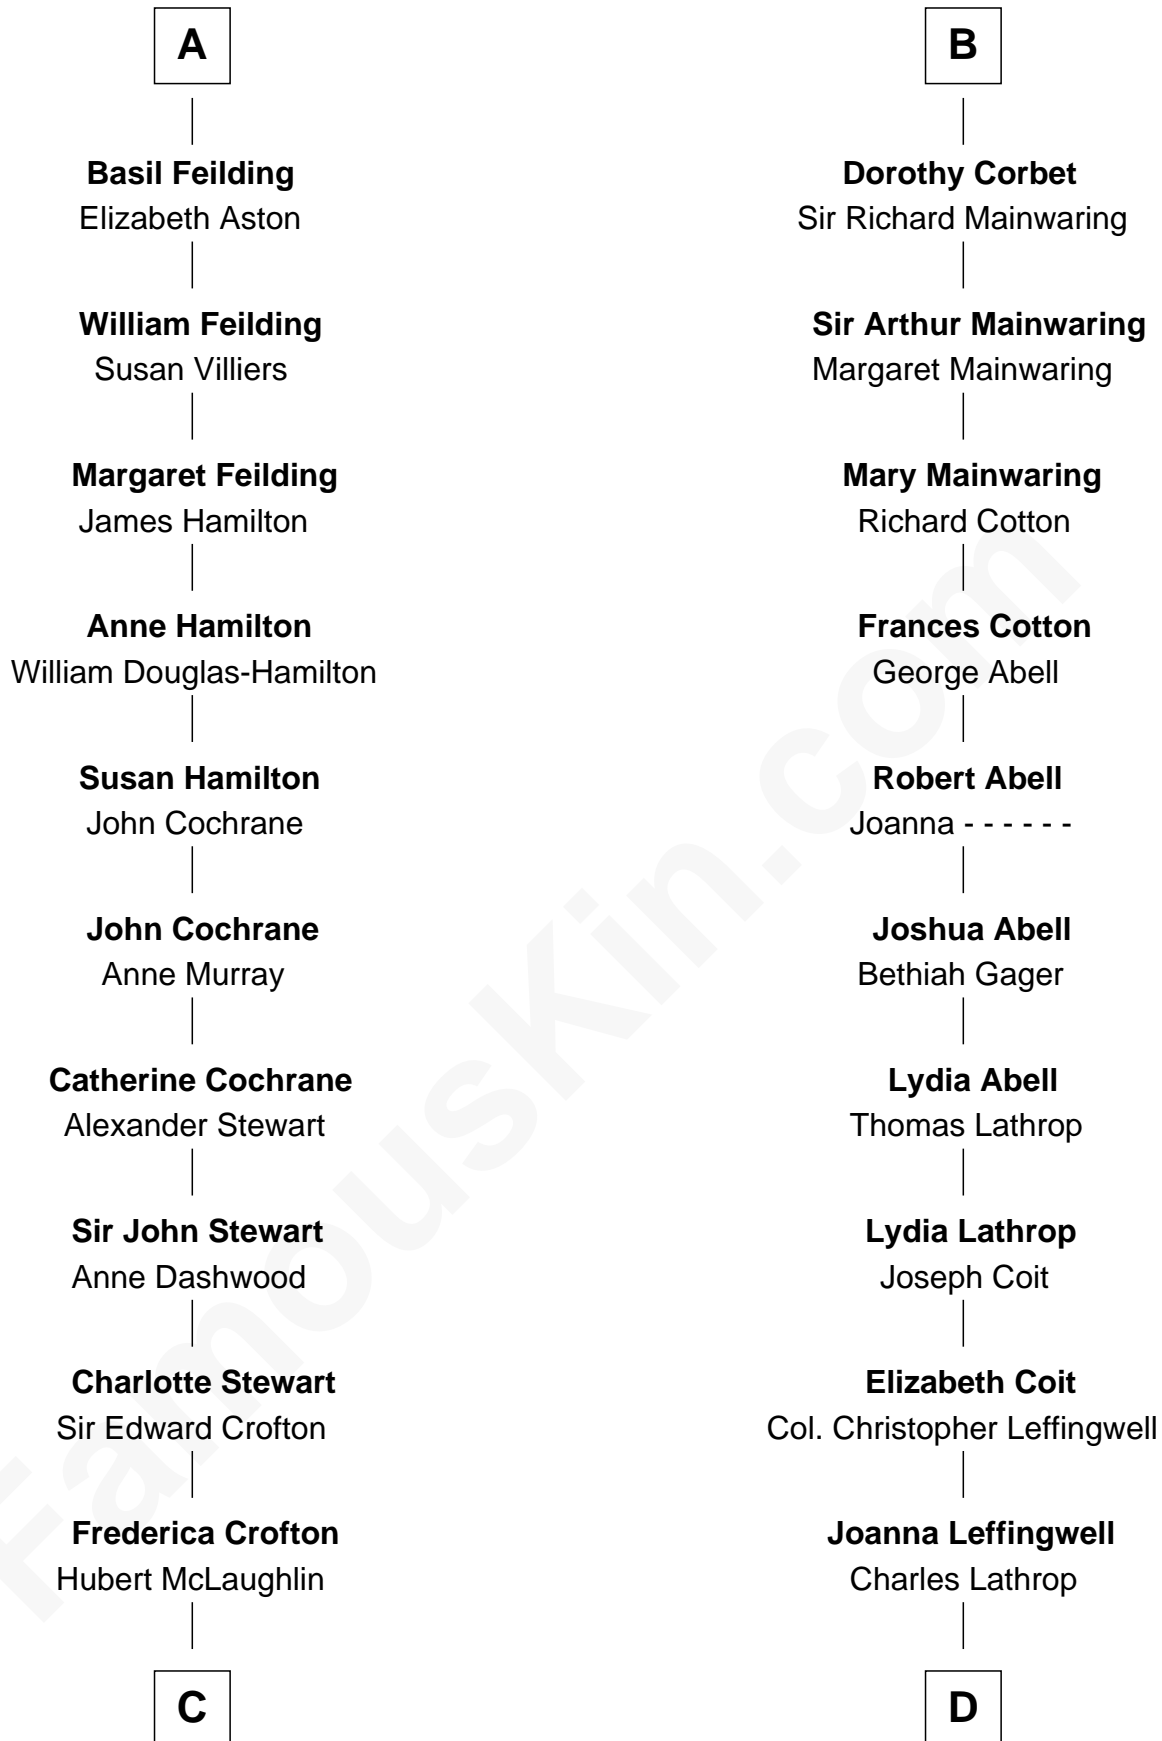 A
Basil Feilding
Elizabeth Aston
William Feilding
Susan Villiers
Margaret Feilding
James Hamilton
Anne Hamilton
William Douglas-Hamilton
Susan Hamilton
John Cochrane
John Cochrane
Anne Murray
Catherine Cochrane
Alexander Stewart
Sir John Stewart
Anne Dashwood
Charlotte Stewart
Sir Edward Crofton
Frederica Crofton
Hubert McLaughlin
C
B
Dorothy Corbet
Sir Richard Mainwaring
Sir Arthur Mainwaring
Margaret Mainwaring
Mary Mainwaring
Richard Cotton
Frances Cotton
George Abell
Robert Abell
Joanna - - - - - -
Joshua Abell
Bethiah Gager
Lydia Abell
Thomas Lathrop
Lydia Lathrop
Joseph Coit
Elizabeth Coit
Col. Christopher Leffingwell
Joanna Leffingwell
Charles Lathrop
D
FamousKin.com